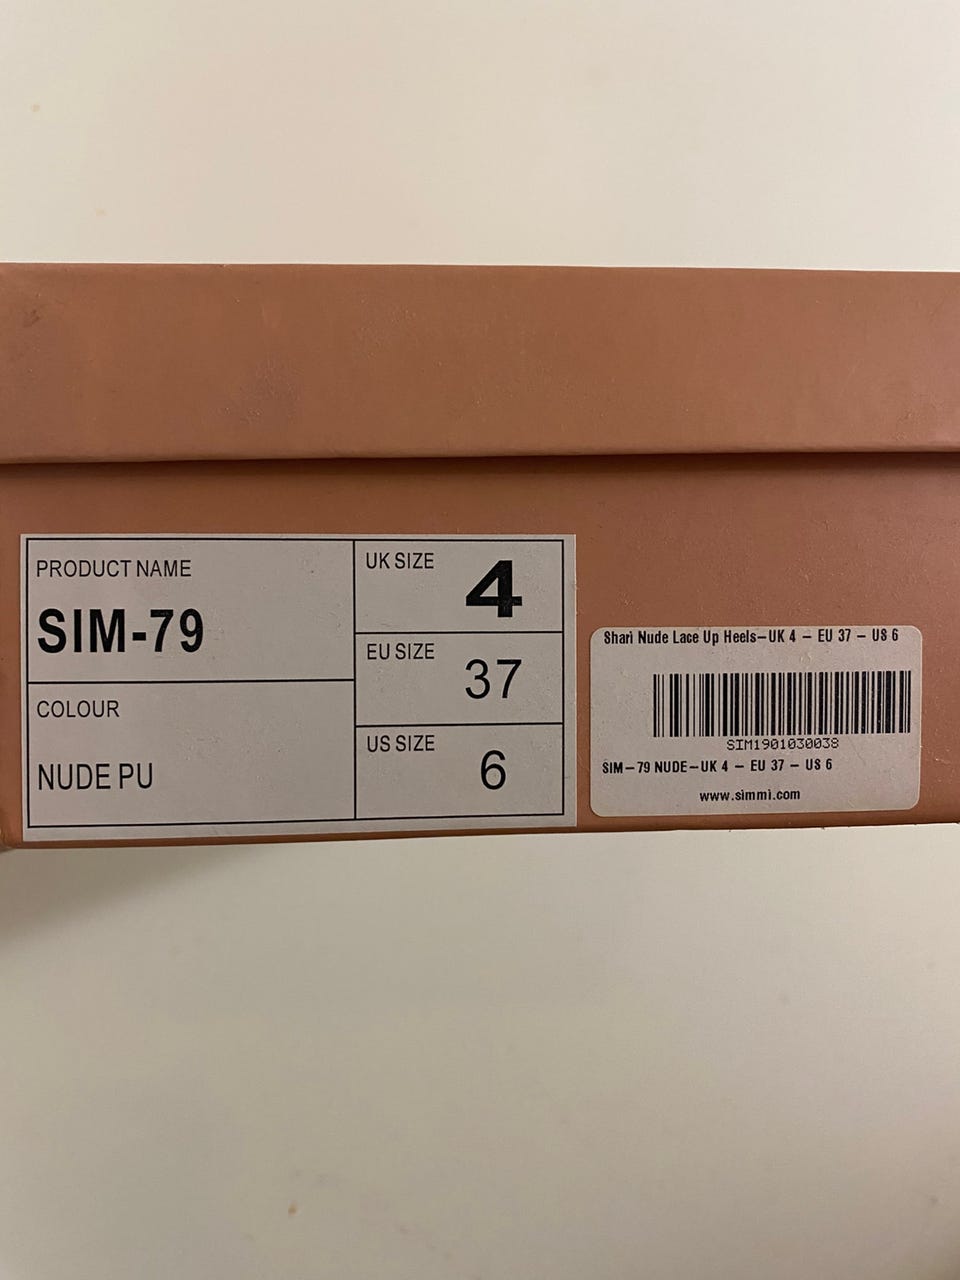 PRODUCT NAME
SIM-79
COLOUR
NUDE PU
UK SIZE
4
EU SIZE
37
US SIZE
6
Shari Nude Lace Up Heels-UK 4 - EU 37 - US 6
SIM1901030038
SIM-79 NUDE-UK 4 - EU 37 - US 6
www.simmi.com